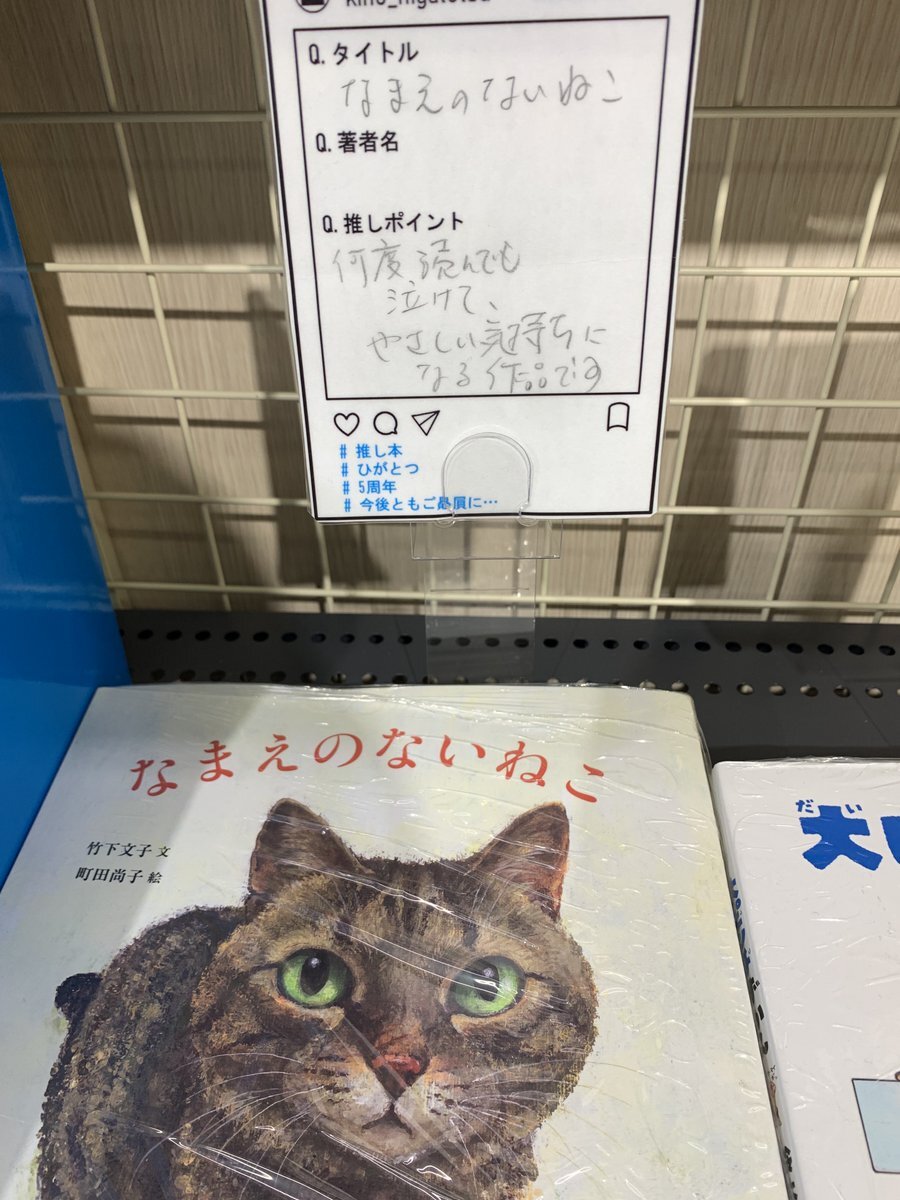 Q.タイトル
なまえのないねこ
Q.著者名
Q.推しポイント
何度読んでも
泣けて、
やさしい気持ちに
なる作品です
# 推し本
# ひがとつ
# 5周年
# 今後ともご贔屓に…
なまえのないねこ
竹下文子 文
町田尚子 絵
だい
大